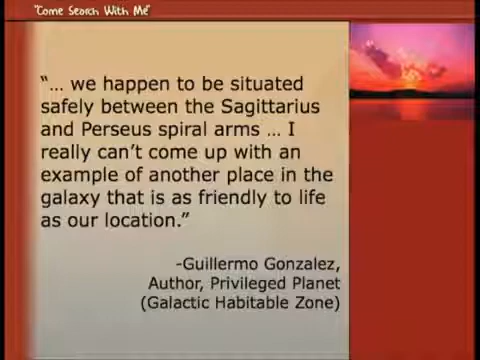 "Come Search With Me"
“... we happen to be situated
safely between the Sagittarius
and Perseus spiral arms ... I
really can’t come up with an
example of another place in the
galaxy that is as friendly to life
as our location.”
-Guillermo Gonzalez,
Author, Privileged Planet
(Galactic Habitable Zone)